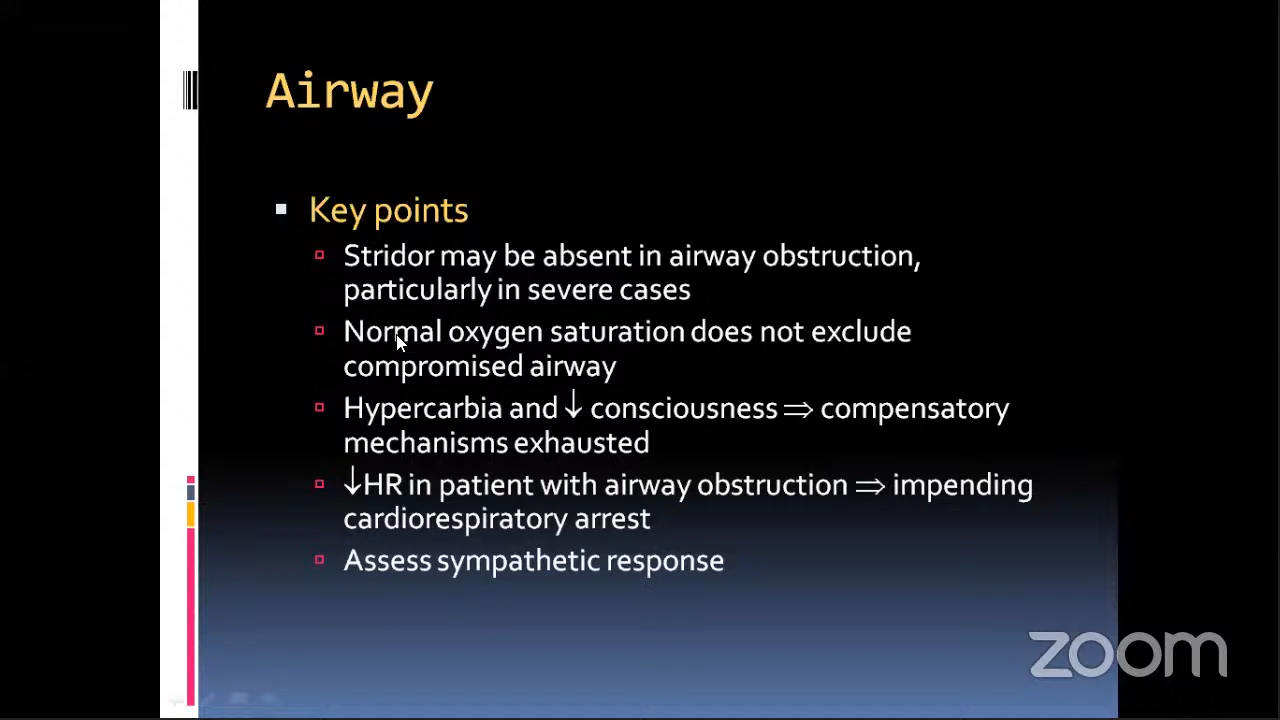 Airway
Key points
Stridor may be absent in airway obstruction,
particularly in severe cases
Normal oxygen saturation does not exclude
compromised airway
Hypercarbia and ↓ consciousness ⇒ compensatory
mechanisms exhausted
↓HR in patient with airway obstruction ⇒ impending
cardiorespiratory arrest
Assess sympathetic response
zoom